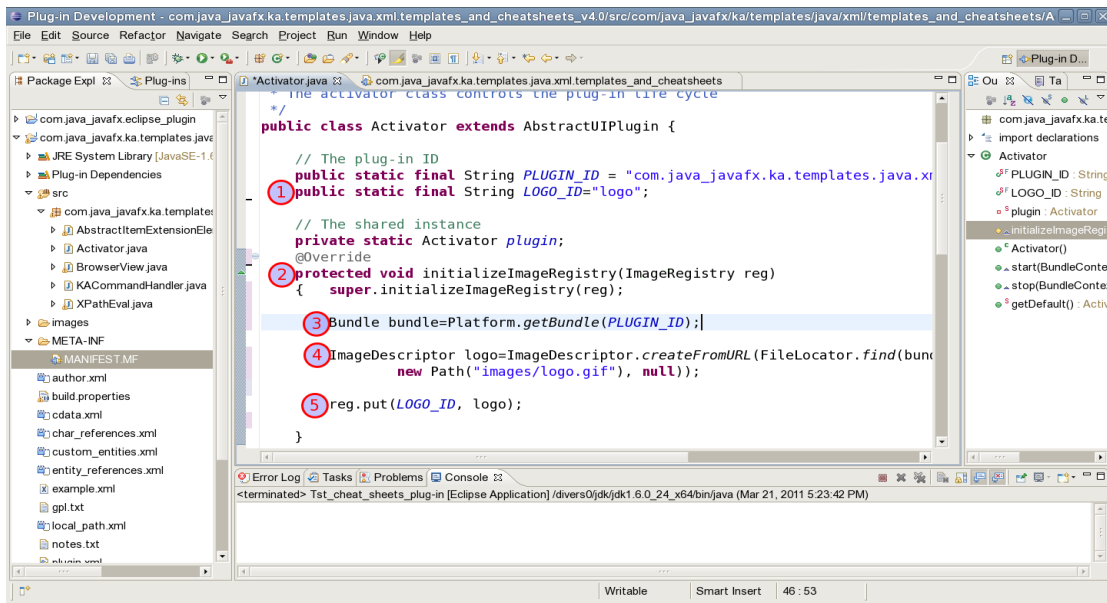 Plug-in Development - com.java_javafx.ka.templates.java.xml.templates_and_cheatsheets_v4.0/src/com/java_javafx/ka/templates/java/xml/templates_and_cheatsheets/A
File Edit Source Refactor Navigate Search Project Run Window Help
Plug-in D...
Package Expl
Plug-ins
*Activator.java
com.java_javafx.ka.templates.java.xml.templates_and_cheatsheets
Ou
Ta
com.java_javafx.eclipse_plugin
com.java_javafx.ka.templates.java
JRE System Library [JavaSE-1.6
Plug-in Dependencies
src
com.java_javafx.ka.templates
AbstractItemExtensionEle
Activator.java
BrowserView.java
KACommandHandler.java
XPathEval.java
images
META-INF
MANIFEST.MF
author.xml
build.properties
cdata.xml
char_references.xml
custom_entities.xml
entity_references.xml
example.xml
gpl.txt
local_path.xml
notes.txt
plugin.xml
* The activator class controls the plug-in life cycle
*/
public class Activator extends AbstractUIPlugin {
// The plug-in ID
public static final String PLUGIN_ID = "com.java_javafx.ka.templates.java.xm
1 public static final String LOGO_ID="logo";
// The shared instance
private static Activator plugin;
@Override
2 protected void initializeImageRegistry(ImageRegistry reg)
{ super.initializeImageRegistry(reg);
3 Bundle bundle=Platform.getBundle(PLUGIN_ID);
4 ImageDescriptor logo=ImageDescriptor.createFromURL(FileLocator.find(bund
new Path("images/logo.gif"), null));
5 reg.put(LOGO_ID, logo);
}
com.java_javafx.ka.te
import declarations
Activator
PLUGIN_ID : String
LOGO_ID : String
plugin : Activator
initializeImageRegi
Activator()
start(BundleConte
stop(BundleContex
getDefault() : Activ
Error Log
Tasks
Problems
Console
<terminated> Tst_cheat_sheets_plug-in [Eclipse Application] /divers0/jdk/jdk1.6.0_24_x64/bin/java (Mar 21, 2011 5:23:42 PM)
Writable
Smart Insert
46 : 53